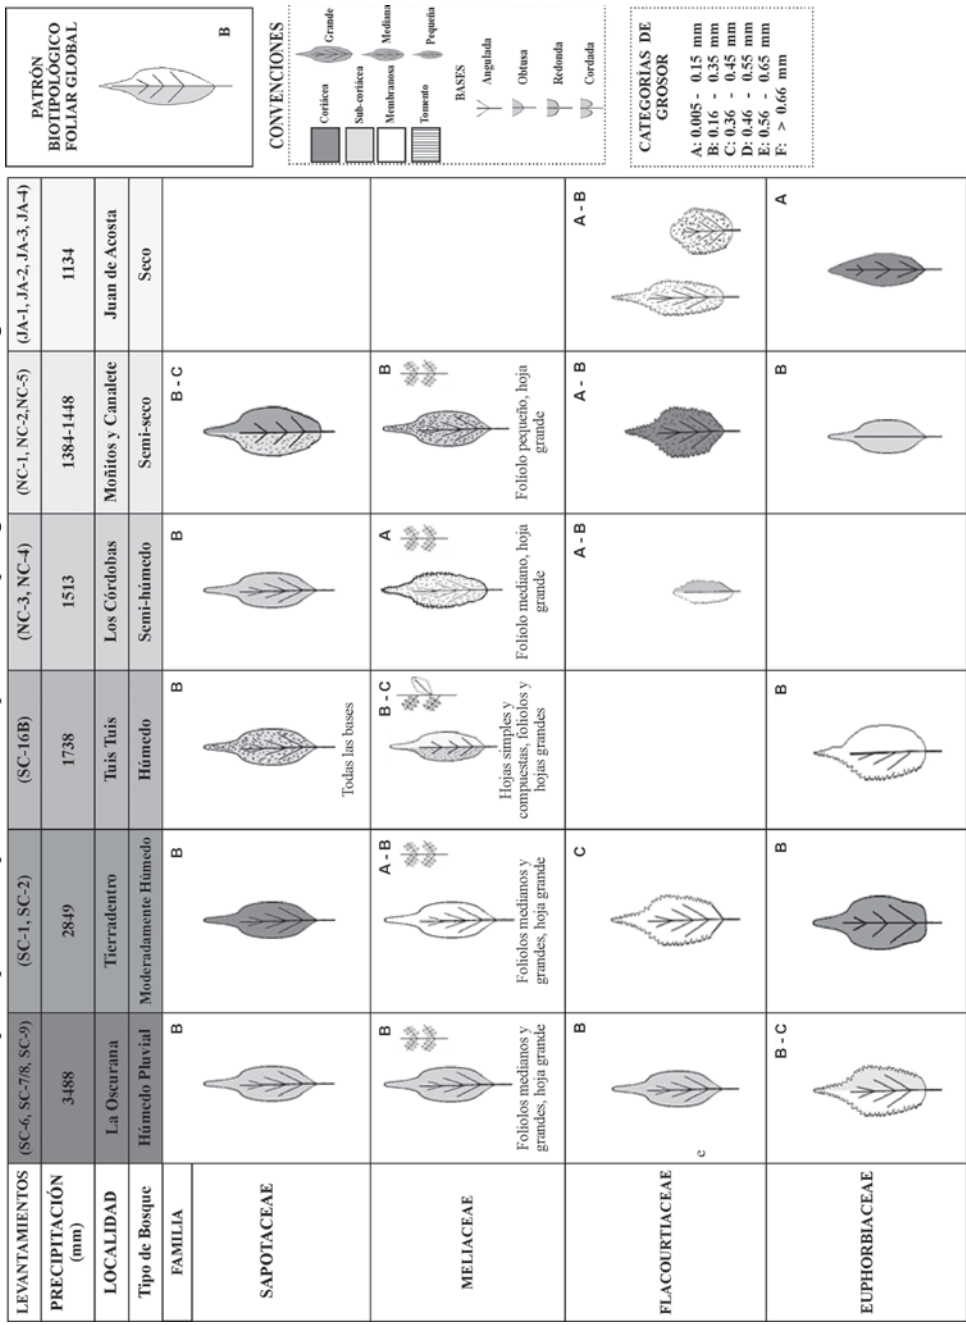 LEVANTAMIENTOS
(SC-6, SC-7/8, SC-9)
(SC-1, SC-2)
(SC-16B)
(NC-3, NC-4)
(NC-1, NC-2,NC-5)
(JA-1, JA-2, JA-3, JA-4)
PRECIPITACIÓN
(mm)
3488
2849
1738
1513
1384-1448
1134
LOCALIDAD
La Oscurana
Tierradentro
Tuis Tuis
Los Córdobas
Moñitos y Canalete
Juan de Acosta
Tipo de Bosque
Húmedo Pluvial
Moderadamente Húmedo
Húmedo
Semi-húmedo
Semi-seco
Seco
FAMILIA
SAPOTACEAE
B
B
B
Todas las bases
B
B - C
MELIACEAE
B
Foliolos medianos y
grandes, hoja grande
A - B
Foliolos medianos y
grandes, hoja grande
B - C
Hojas simples y
compuestas, foliolos y
hojas grandes
A
Folíolo mediano, hoja
grande
B
Folíolo pequeño, hoja
grande
FLACOURTIACEAE
B
e
C
A - B
A - B
A - B
EUPHORBIACEAE
B - C
B
B
B
A
PATRÓN
BIOTIPOLÓGICO
FOLIAR GLOBAL
B
CONVENCIONES
Coriácea
Sub-coriácea
Membranosa
Tomento
Grande
Mediana
Pequeña
BASES
Angulada
Obtusa
Redonda
Cordada
CATEGORÍAS DE
GROSOR
A: 0.005 - 0.15 mm
B: 0.16 - 0.35 mm
C: 0.36 - 0.45 mm
D: 0.46 - 0.55 mm
E: 0.56 - 0.65 mm
F: > 0.66 mm